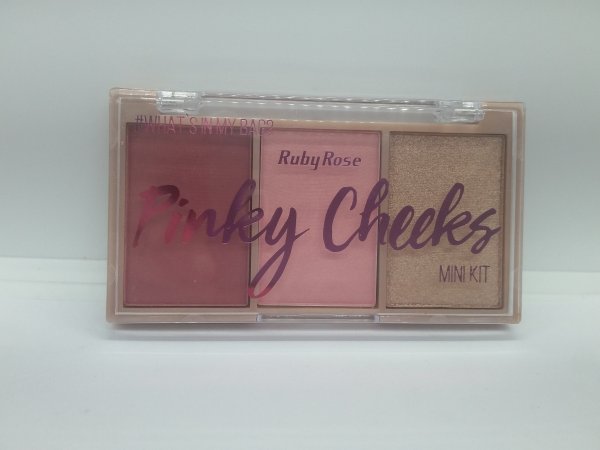 #WHAT'S IN MY BAG?
Ruby Rose
Pinky Cheeks
MINI KIT